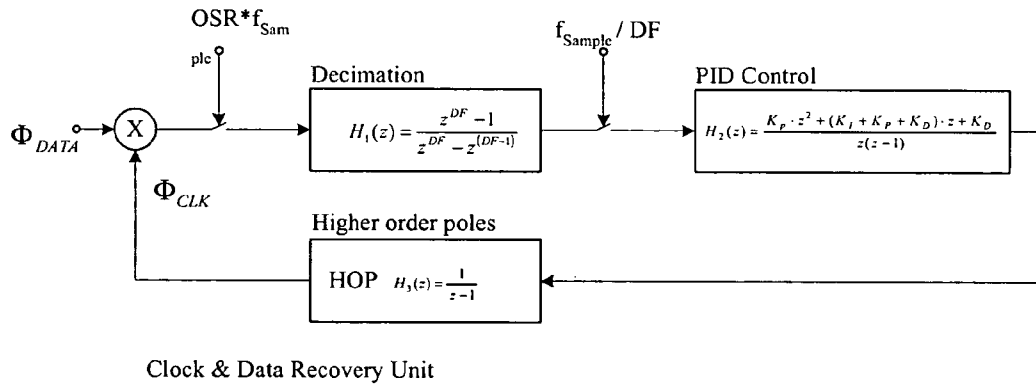 OSR*f_Sam
ple
f_Sample / DF
Decimation
PID Control
Φ_DATA
X
H_1(z) = (z^DF - 1) / (z^DF - z^(DF-1))
H_2(z) = (K_P · z^2 + (K_I + K_P + K_D) · z + K_D) / (z(z-1))
Φ_CLK
Higher order poles
HOP H_3(z) = 1 / (z-1)
Clock & Data Recovery Unit